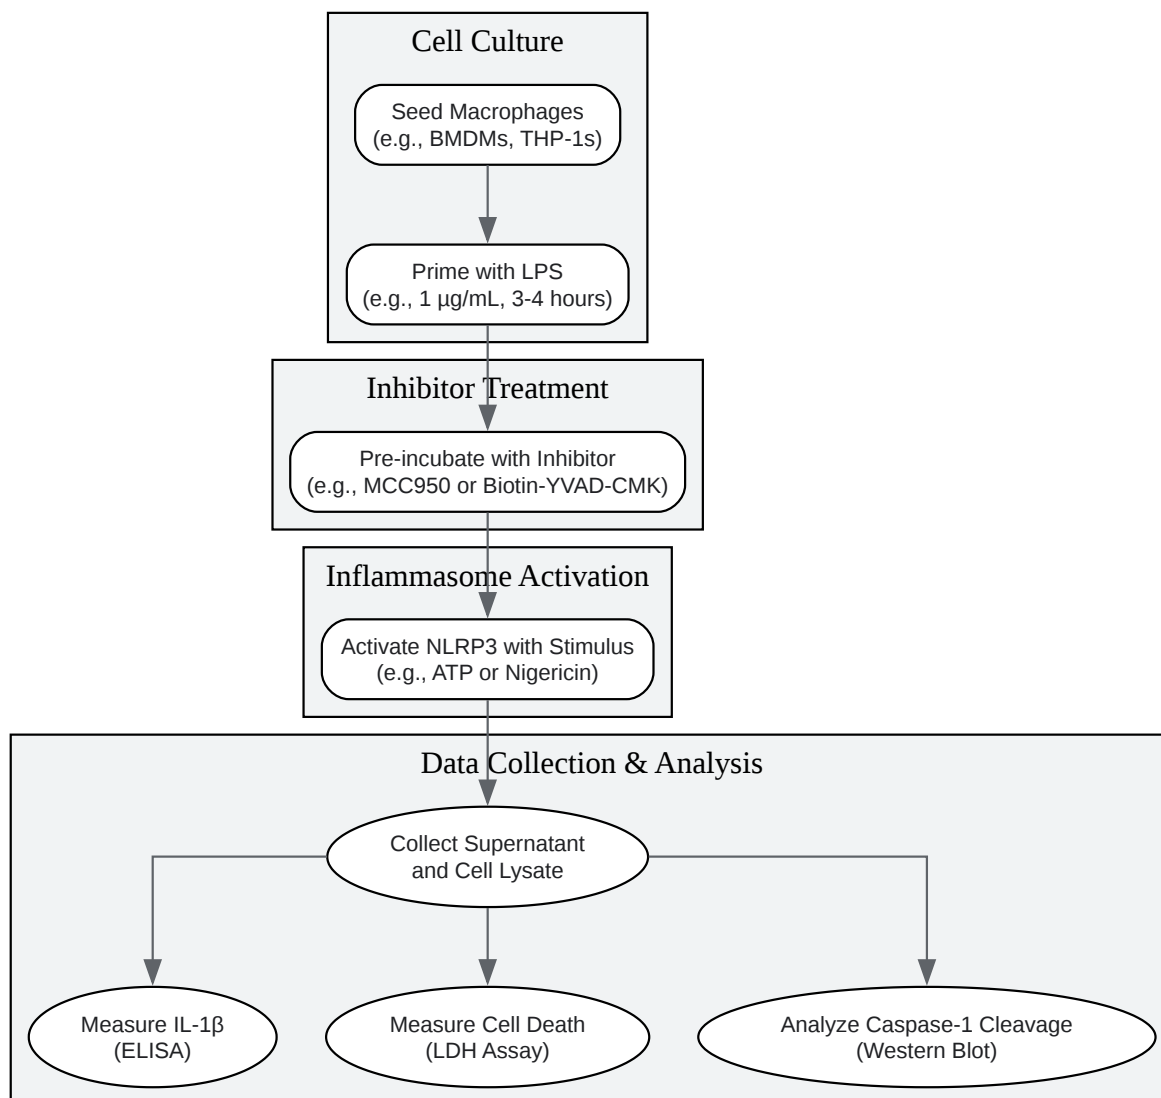 Cell Culture
Seed Macrophages
(e.g., BMDMs, THP-1s)
Prime with LPS
(e.g., 1 µg/mL, 3-4 hours)
Inhibitor Treatment
Pre-incubate with Inhibitor
(e.g., MCC950 or Biotin-YVAD-CMK)
Inflammasome Activation
Activate NLRP3 with Stimulus
(e.g., ATP or Nigericin)
Data Collection & Analysis
Collect Supernatant
and Cell Lysate
Measure IL-1β
(ELISA)
Measure Cell Death
(LDH Assay)
Analyze Caspase-1 Cleavage
(Western Blot)